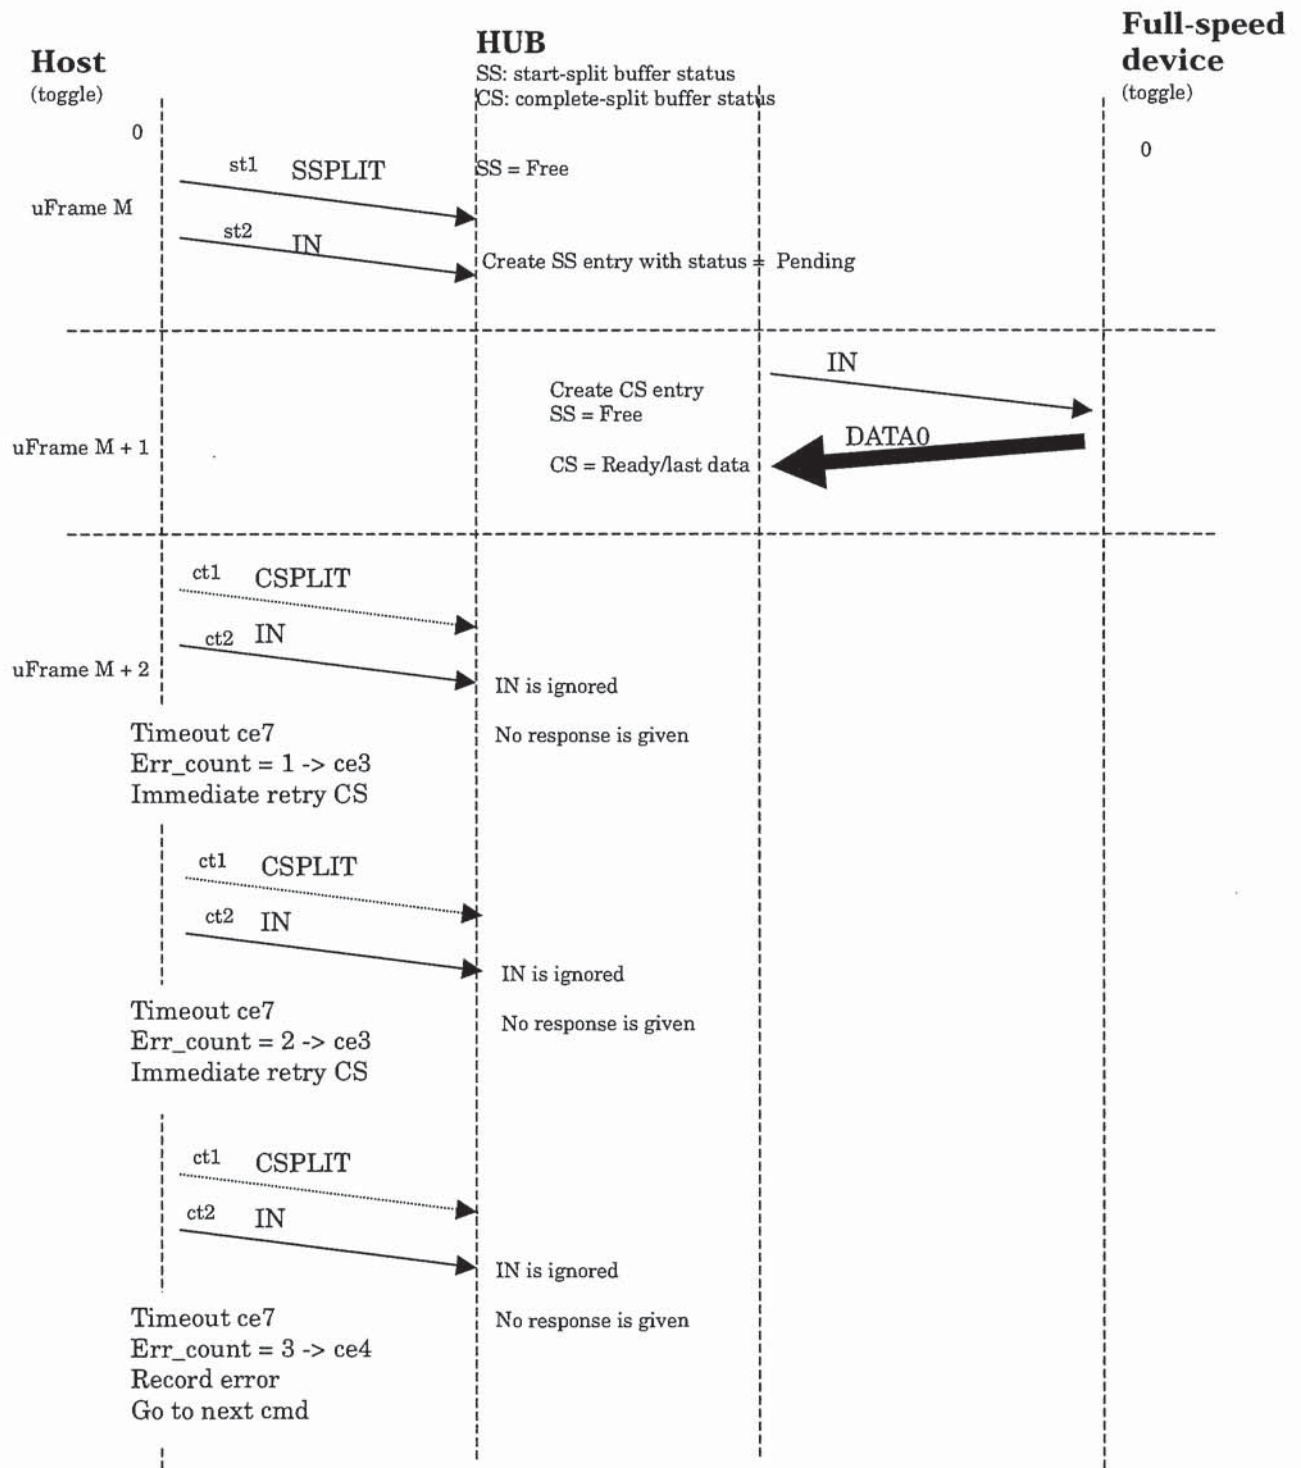 Host
(toggle)
HUB
SS: start-split buffer status
CS: complete-split buffer status
Full-speed
device
(toggle)
0
0
st1 SSPLIT
SS = Free
uFrame M
st2 IN
Create SS entry with status = Pending
IN
Create CS entry
SS = Free
DATA0
uFrame M + 1
CS = Ready/last data
ct1 CSPLIT
ct2 IN
uFrame M + 2
IN is ignored
Timeout ce7
Err_count = 1 -> ce3
Immediate retry CS
No response is given
ct1 CSPLIT
ct2 IN
IN is ignored
Timeout ce7
Err_count = 2 -> ce3
Immediate retry CS
No response is given
ct1 CSPLIT
ct2 IN
IN is ignored
Timeout ce7
Err_count = 3 -> ce4
Record error
Go to next cmd
No response is given